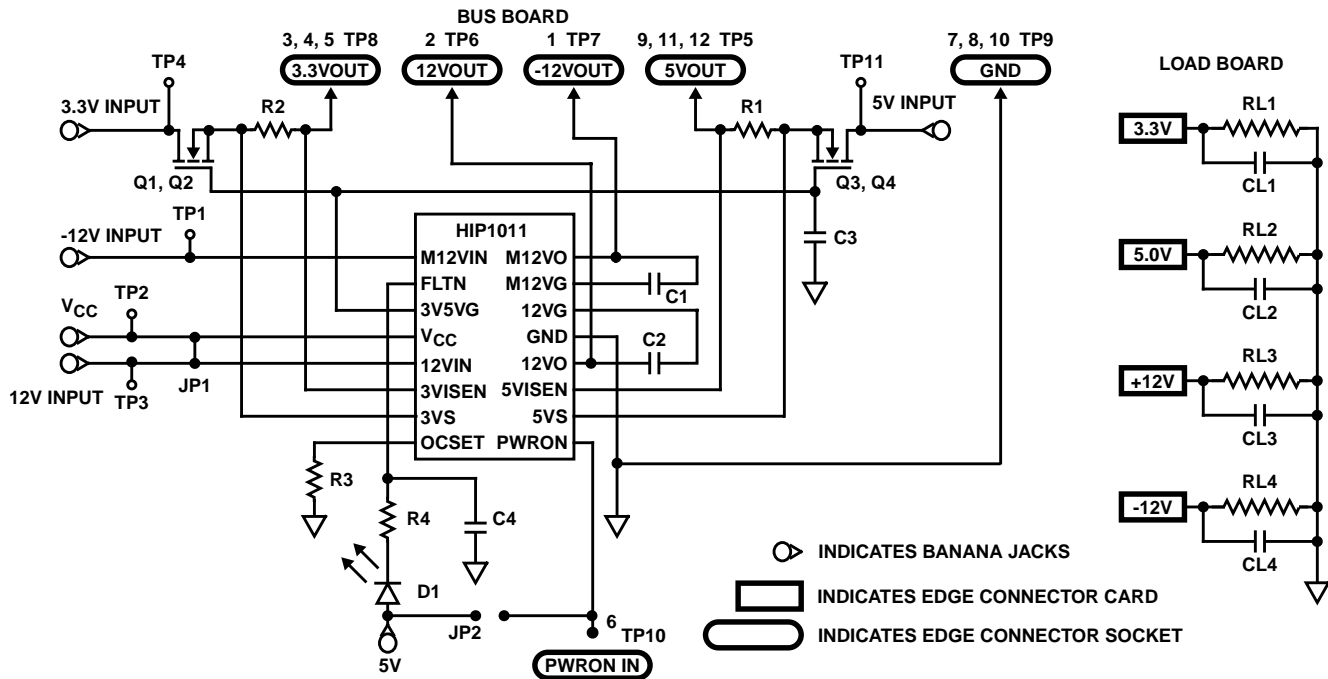 BUS BOARD
3, 4, 5 TP8
2 TP6
1 TP7
9, 11, 12 TP5
7, 8, 10 TP9
3.3VOUT
12VOUT
-12VOUT
5VOUT
GND
TP4
TP11
LOAD BOARD
3.3V INPUT
R2
R1
5V INPUT
Q1, Q2
Q3, Q4
3.3V
RL1
CL1
TP1
-12V INPUT
HIP1011
C3
M12VIN
M12VO
FLTN
M12VG
C1
3V5VG
12VG
VCC
TP2
VCC
GND
C2
12VIN
12VO
12V INPUT
TP3
JP1
3VISEN
5VISEN
3VS
5VS
OCSET
PWRON
5.0V
RL2
CL2
+12V
RL3
CL3
-12V
RL4
CL4
R3
R4
C4
D1
JP2
5V
6
TP10
PWRON IN
INDICATES BANANA JACKS
INDICATES EDGE CONNECTOR CARD
INDICATES EDGE CONNECTOR SOCKET